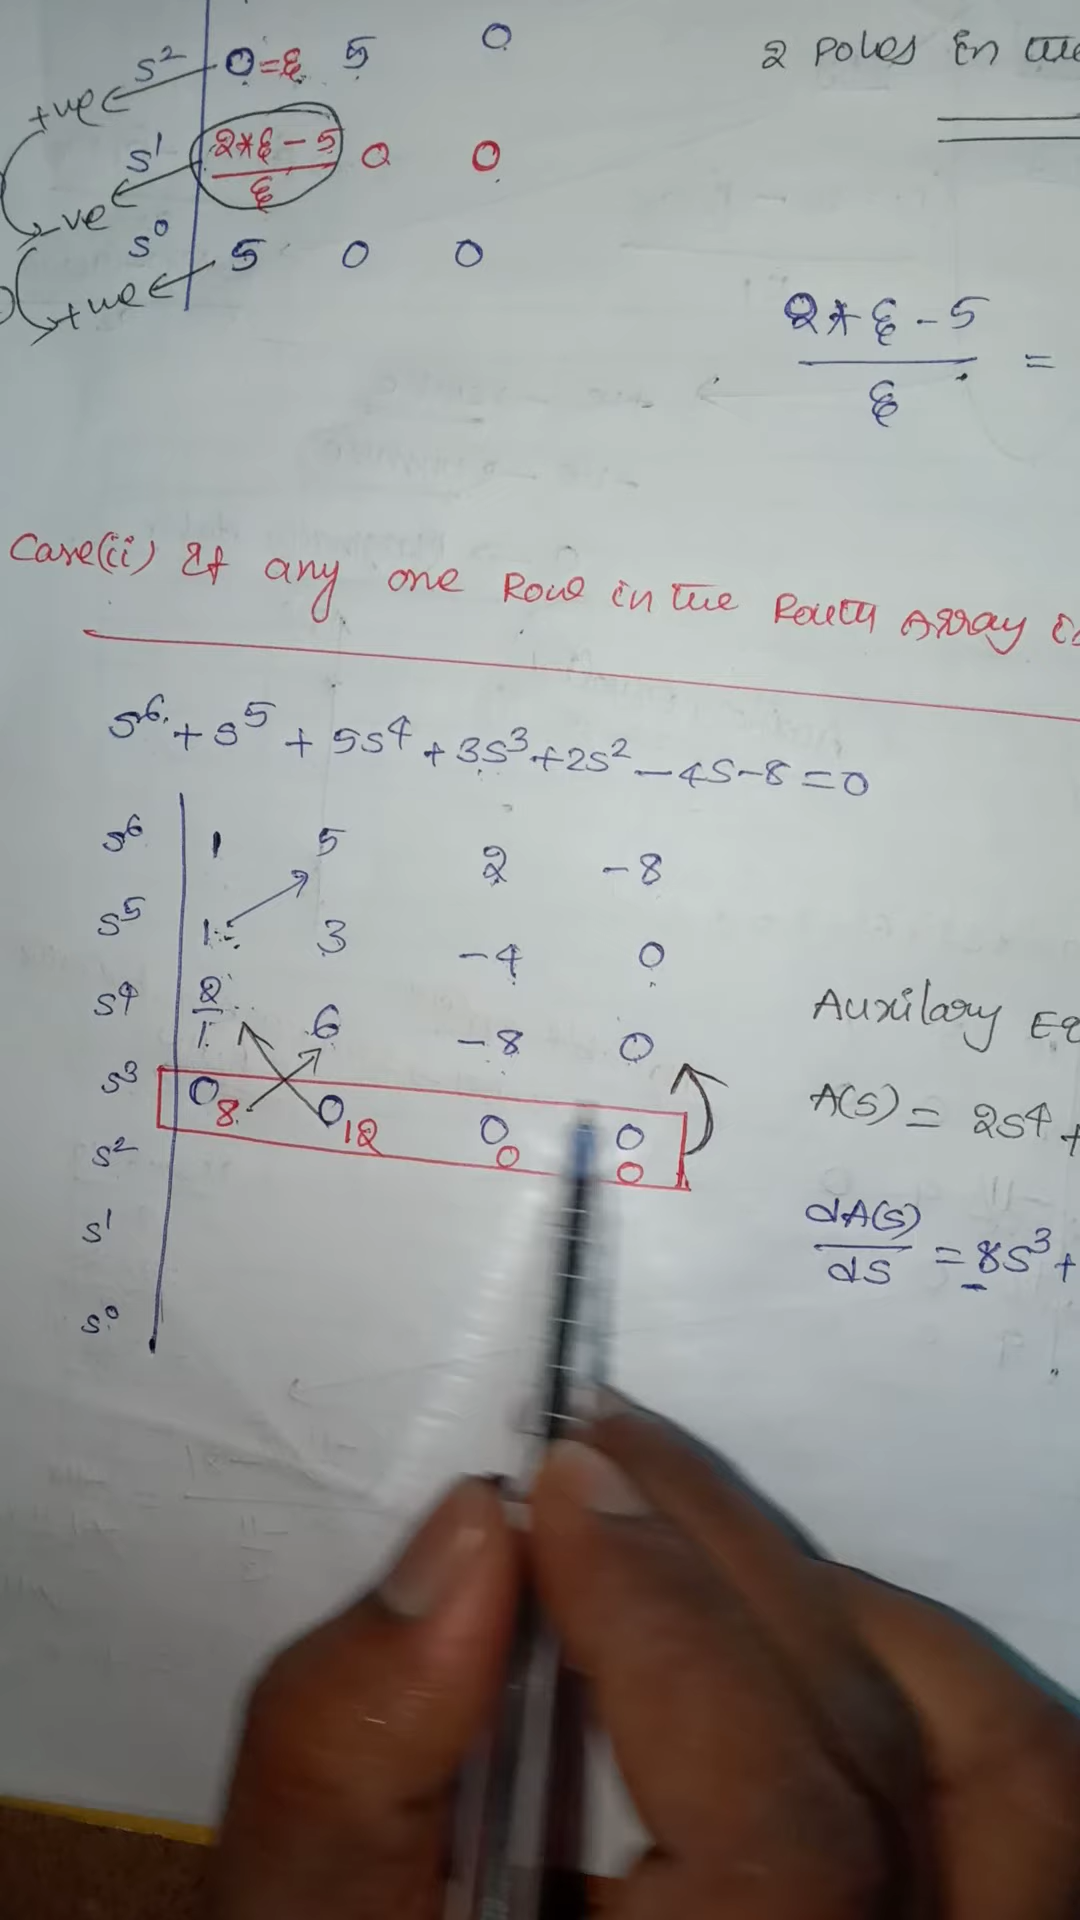 s² 0=ε 5 0
+ve
s¹ 2*ε-5/ε 0 0
-ve
s⁰ 5 0 0
+ve
2 Poles in the
2*ε-5/ε =
Case(ii) If any one Row in the Routh Array is
s⁶ + s⁵ + 5s⁴ + 3s³ + 2s² - 4s - 8 = 0
s⁶ 1 5 2 -8
s⁵ 1 3 -4 0
s⁴ 2/1 6 -8 0
s³ 0 8 0 12 0 0 0 0
s²
s¹
s⁰
Auxilary Eq
A(s) = 2s⁴ +
dA(s)/ds = 8s³ +